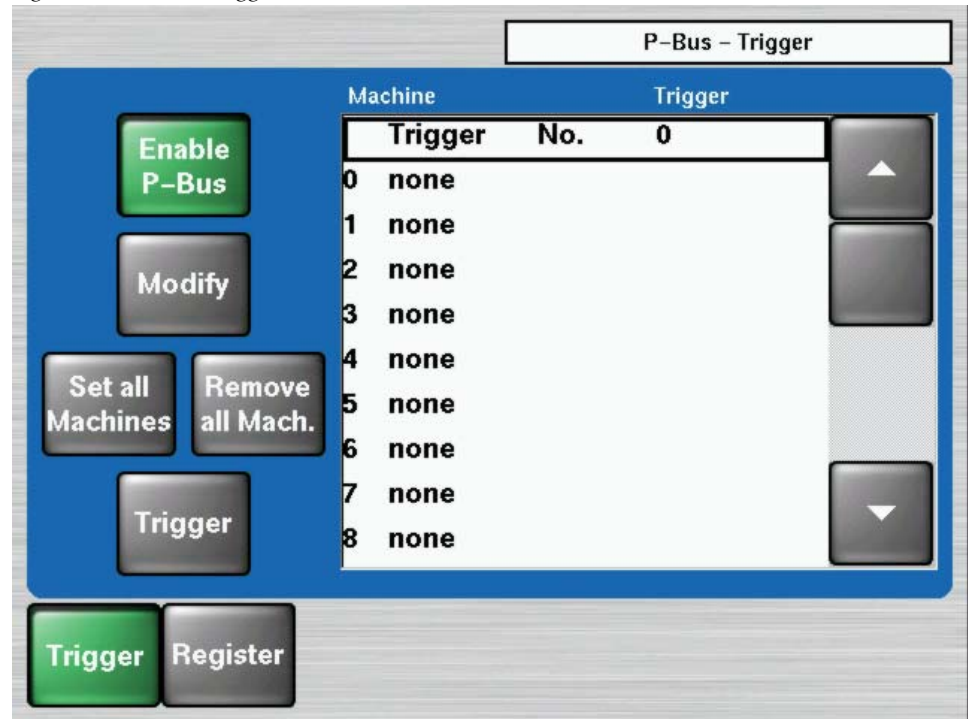 P-Bus - Trigger
Machine Trigger
Enable
P-Bus
Modify
Set all
Machines
Remove
all Mach.
Trigger
Trigger No. 0
0 none
1 none
2 none
3 none
4 none
5 none
6 none
7 none
8 none
Trigger
Register